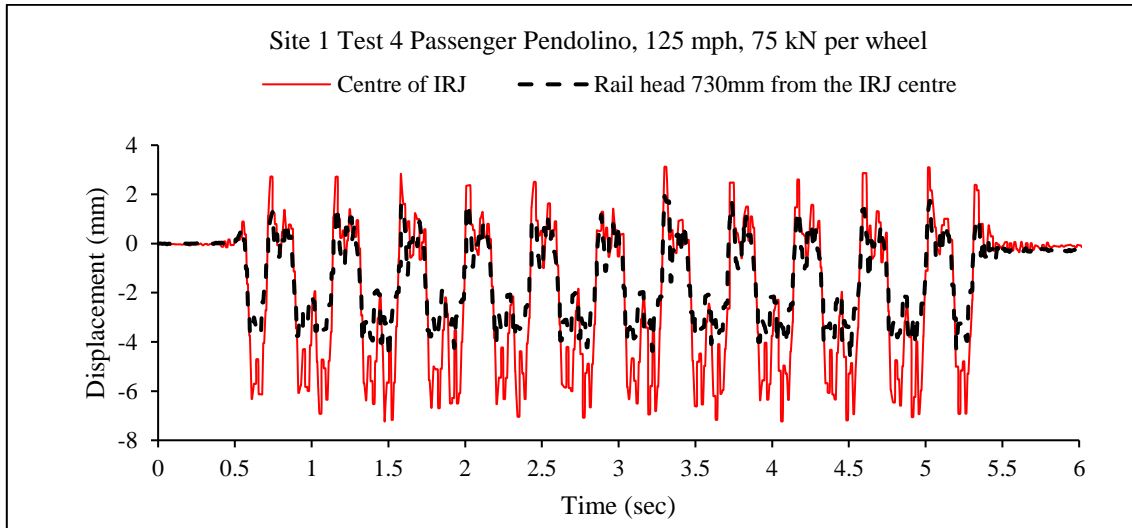 Site 1 Test 4 Passenger Pendolino, 125 mph, 75 kN per wheel
Centre of IRJ
Rail head 730mm from the IRJ centre
Displacement (mm)
4
2
0
-2
-4
-6
-8
0 0.5 1 1.5 2 2.5 3 3.5 4 4.5 5 5.5 6
Time (sec)